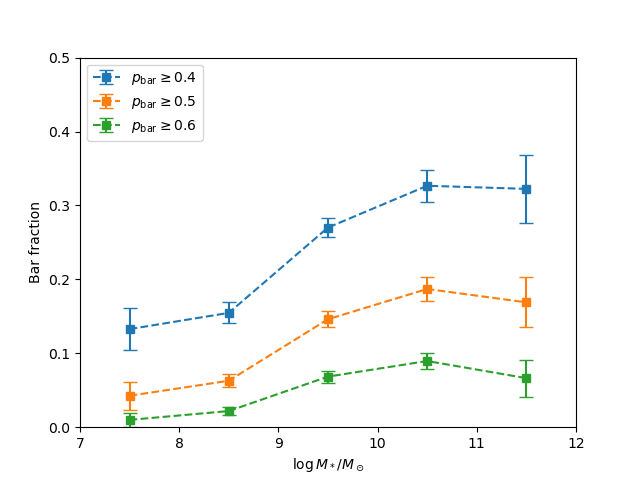 0.5
0.4
0.3
0.2
0.1
0.0
Bar fraction
p_bar ≥ 0.4
p_bar ≥ 0.5
p_bar ≥ 0.6
7 8 9 10 11 12
log M_*/M_⊙